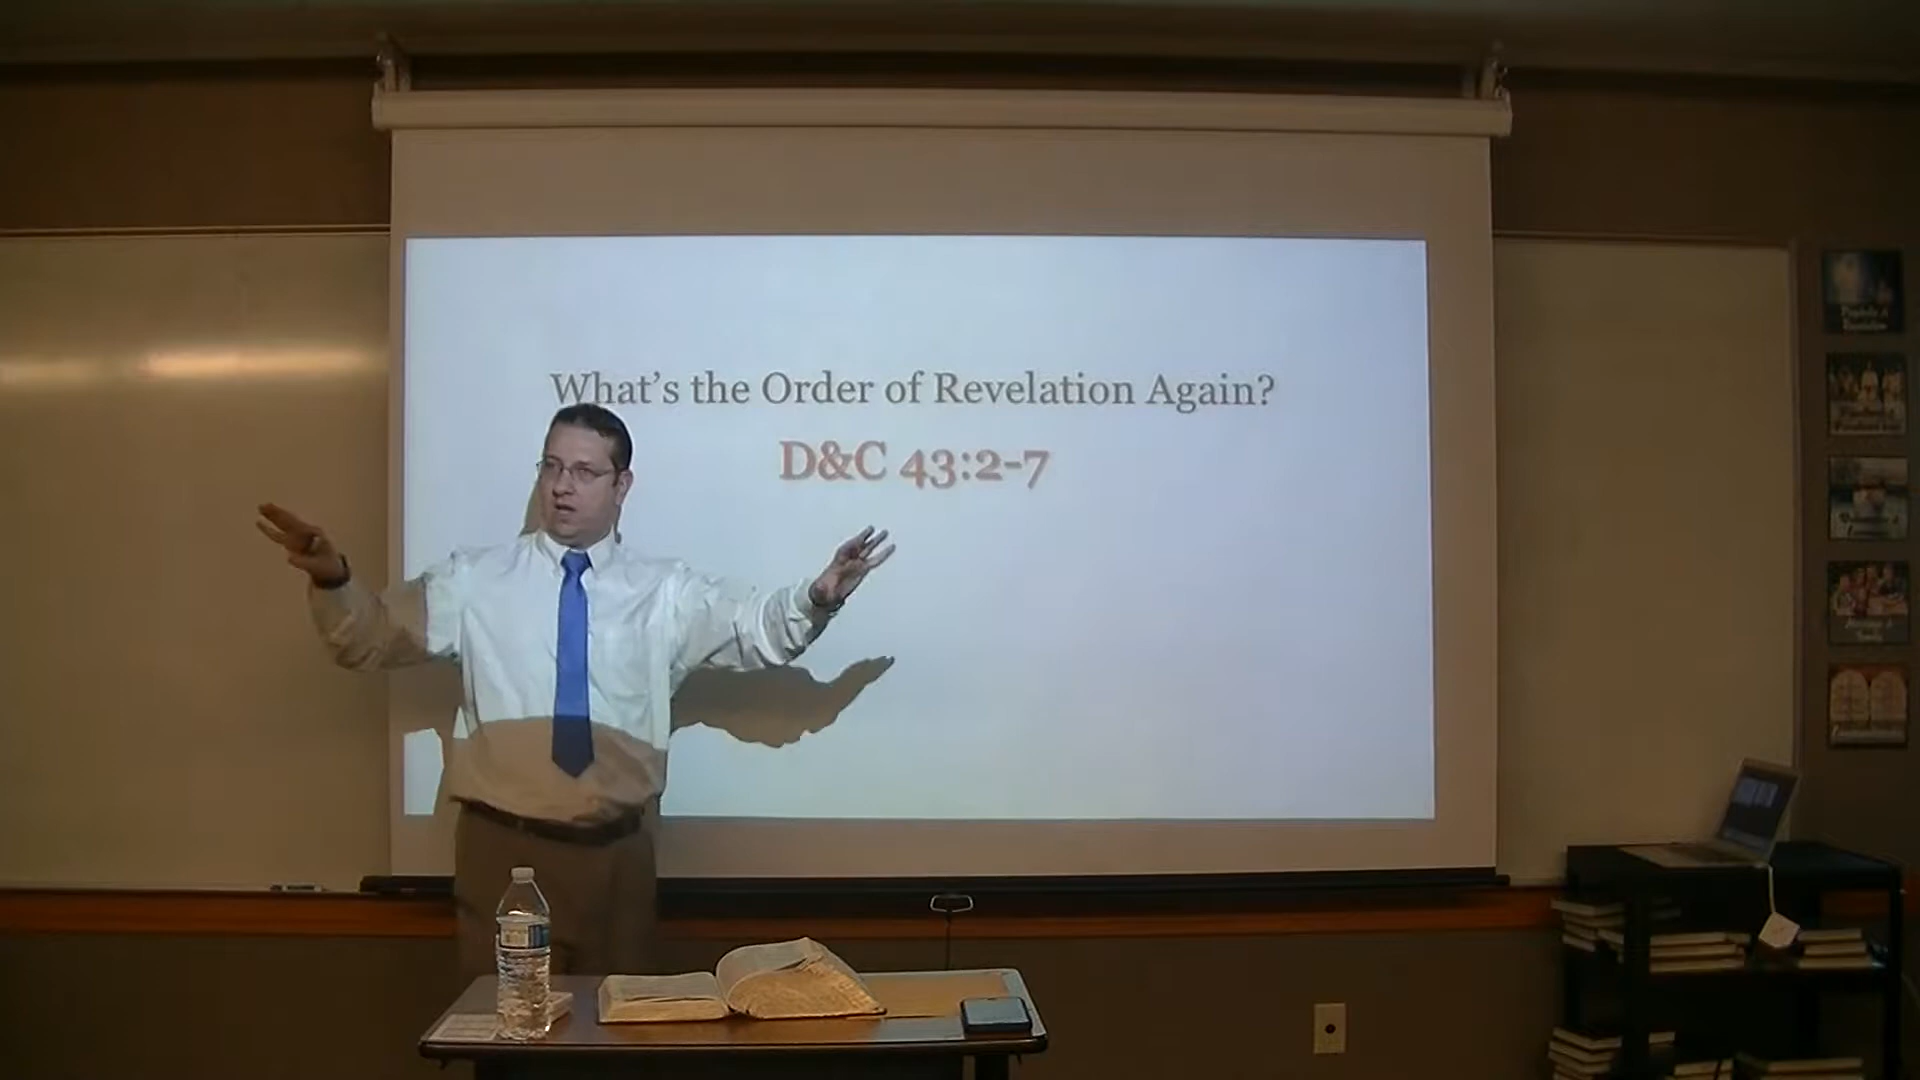 What's the Order of Revelation Again?
D&C 43:2-7